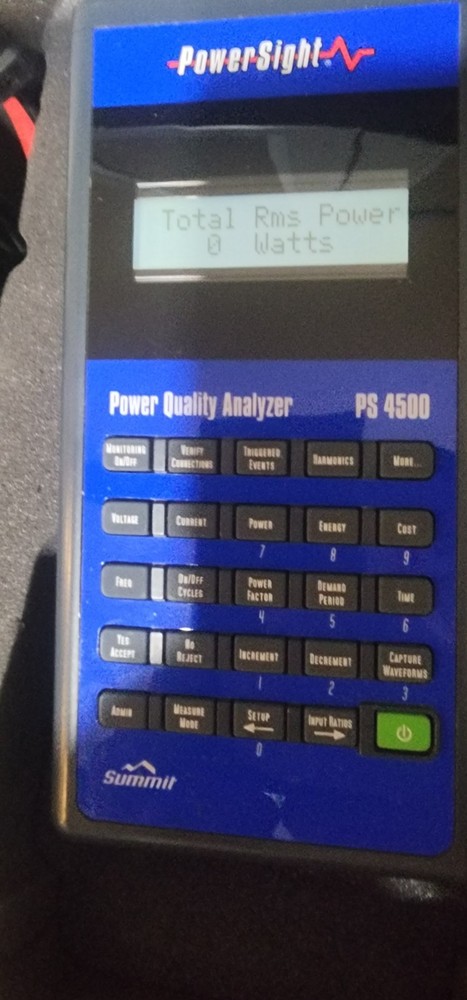 PowerSight®
Total Rms Power
0 Watts
Power Quality Analyzer PS 4500
MONITORING ON/OFF
VERIFY CONNECTIONS
TRIGGERED EVENTS
HARMONICS
MORE...
VOLTAGE
CURRENT
POWER
ENERGY
COST
7 8 9
FREQ
ON/OFF CYCLES
POWER FACTOR
DEMAND PERIOD
TIME
4 5 6
YES ACCEPT
NO REJECT
INCREMENT
DECREMENT
CAPTURE WAVEFORMS
1 2 3
ADMIN
MEASURE MODE
SETUP
INPUT RATIOS
0
summit